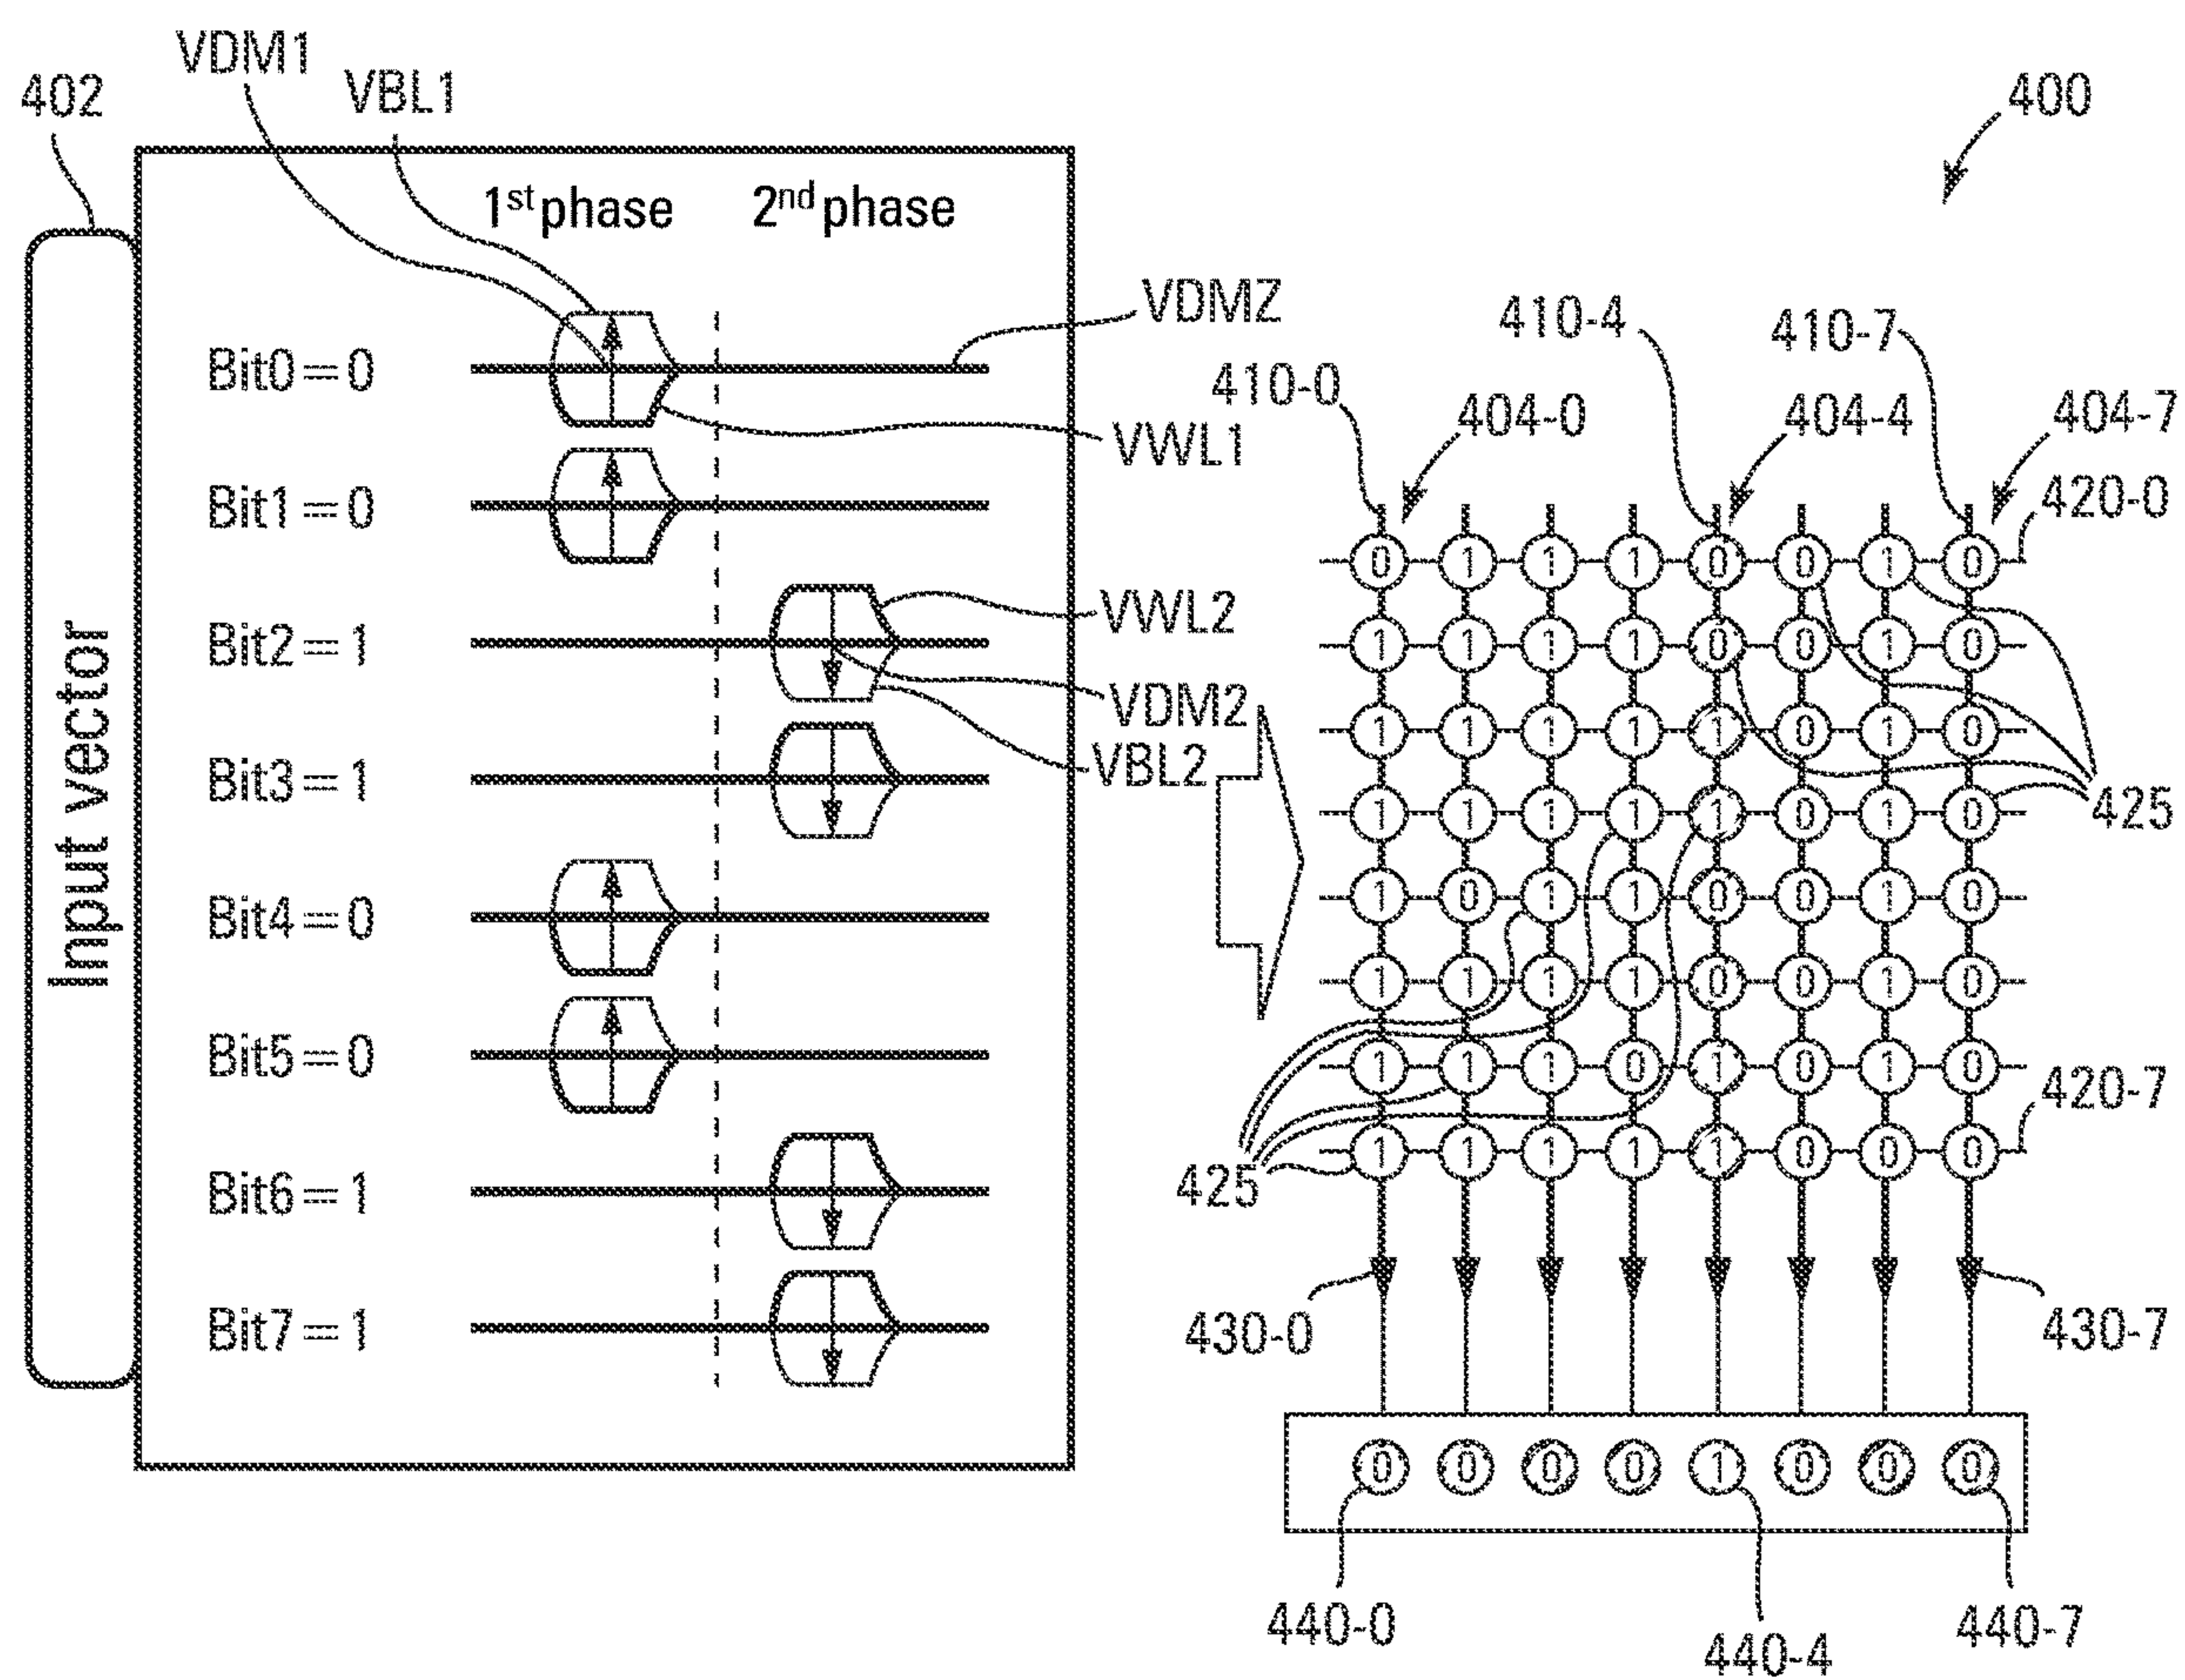 VDM1
VBL1
402
400
1st phase
2nd phase
VDMZ
410-4
410-7
410-0
404-0
404-4
404-7
Bit0=0
VWL1
420-0
Bit1=0
0 1 1 1 0 0 1 0
Bit2=1
VWL2
1 1 1 1 0 0 1 0
VDM2
1 1 1 1 1 0 1 0
Input vector
Bit3=1
VBL2
425
1 1 1 1 1 0 1 0
Bit4=0
1 0 1 1 0 0 1 0
1 1 1 1 0 0 1 0
Bit5=0
1 1 1 0 1 0 1 0
420-7
1 1 1 1 1 0 0 0
425
Bit6=1
Bit7=1
430-0
430-7
0 0 0 0 1 0 0 0
440-0
440-4
440-7